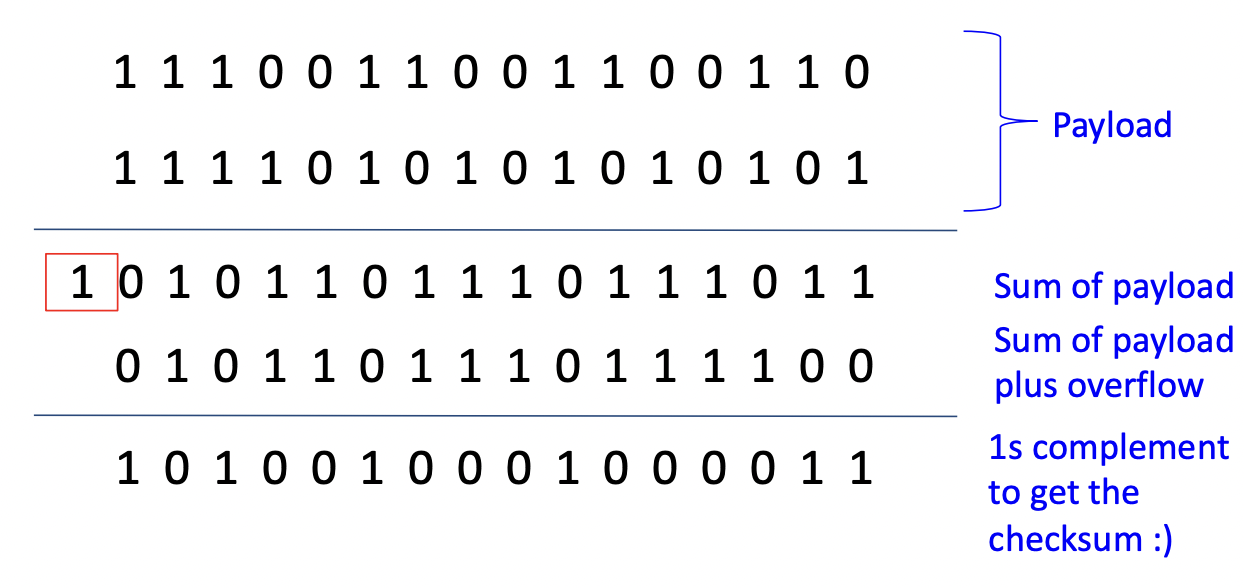 1 1 1 0 0 1 1 0 0 1 1 0 0 1 1 0
Payload
1 1 1 1 0 1 0 1 0 1 0 1 0 1 0 1
1 0 1 0 1 1 0 1 1 1 0 1 1 1 0 1 1
Sum of payload
0 1 0 1 1 0 1 1 1 0 1 1 1 1 0 0
Sum of payload
plus overflow
1 0 1 0 0 1 0 0 0 1 0 0 0 0 1 1
1s complement
to get the
checksum :)